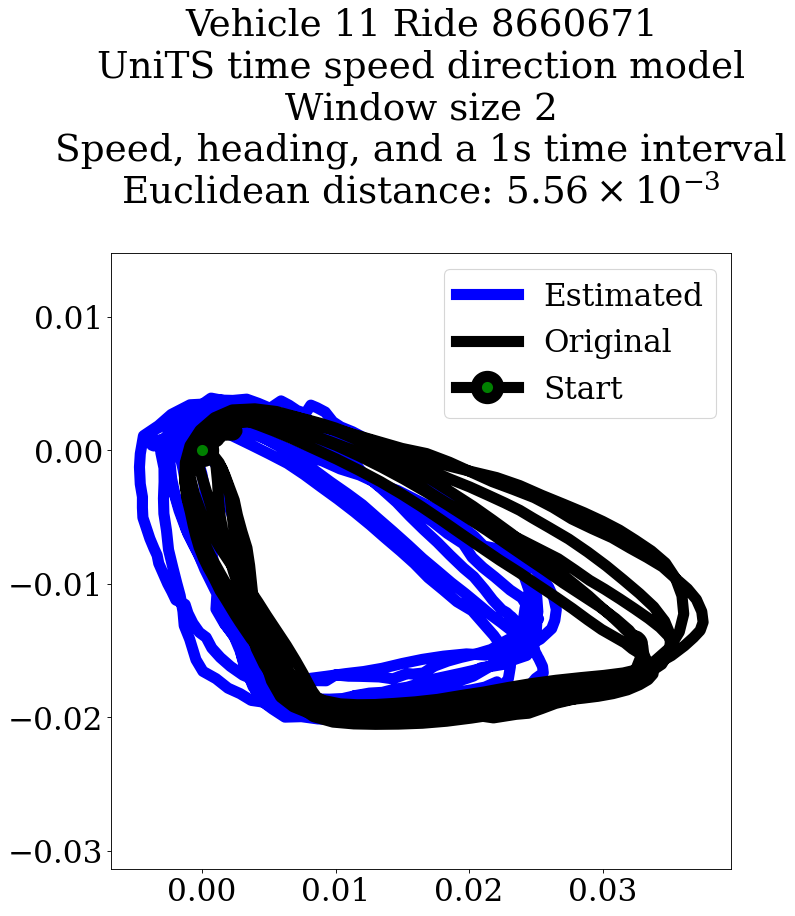 Vehicle 11 Ride 8660671
UniTS time speed direction model
Window size 2
Speed, heading, and a 1s time interval
Euclidean distance: 5.56 × 10⁻³
Estimated
Original
Start
0.01
0.00
−0.01
−0.02
−0.03
0.00 0.01 0.02 0.03